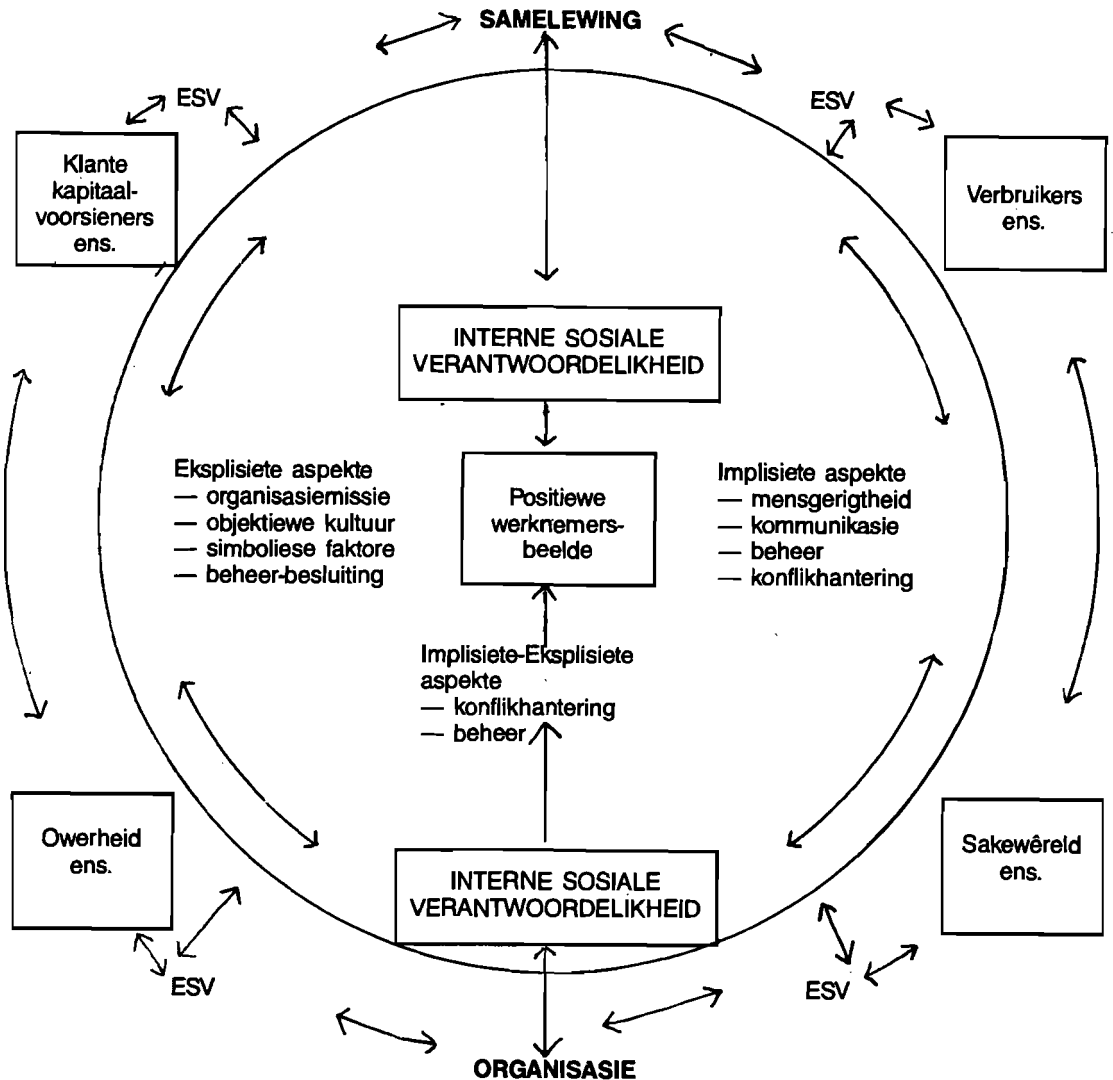 SAMELEWING
ESV
ESV
Klante
kapitaal-
voorsieners
ens.
Verbruikers
ens.
INTERNE SOSIALE
VERANTWOORDELIKHEID
Eksplisiete aspekte
— organisasiemissie
— objektiewe kultuur
— simboliese faktore
— beheer-besluiting
Positiewe
werknemers-
beelde
Implisiete aspekte
— mensgerigtheid
— kommunikasie
— beheer
— konflikhantering
Implisiete-Eksplisiete
aspekte
— konflikhantering
— beheer
Owerheid
ens.
Sakewêreld
ens.
INTERNE SOSIALE
VERANTWOORDELIKHEID
ESV
ESV
ORGANISASIE